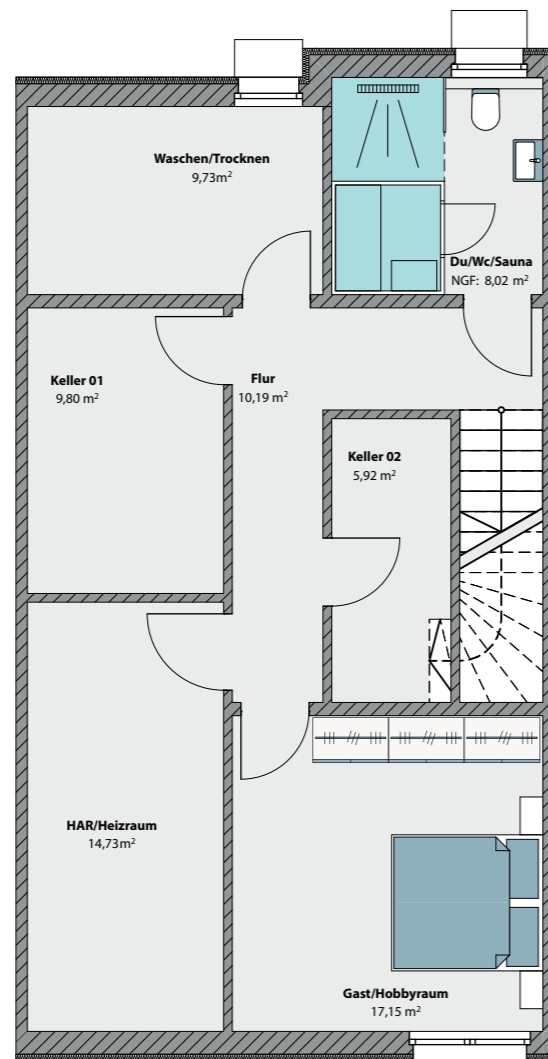 Waschen/Trocknen
9,73m²
Du/Wc/Sauna
NGF: 8,02 m²
Keller 01
9,80 m²
Flur
10,19 m²
Keller 02
5,92 m²
HAR/Heizraum
14,73m²
Gast/Hobbyraum
17,15 m²